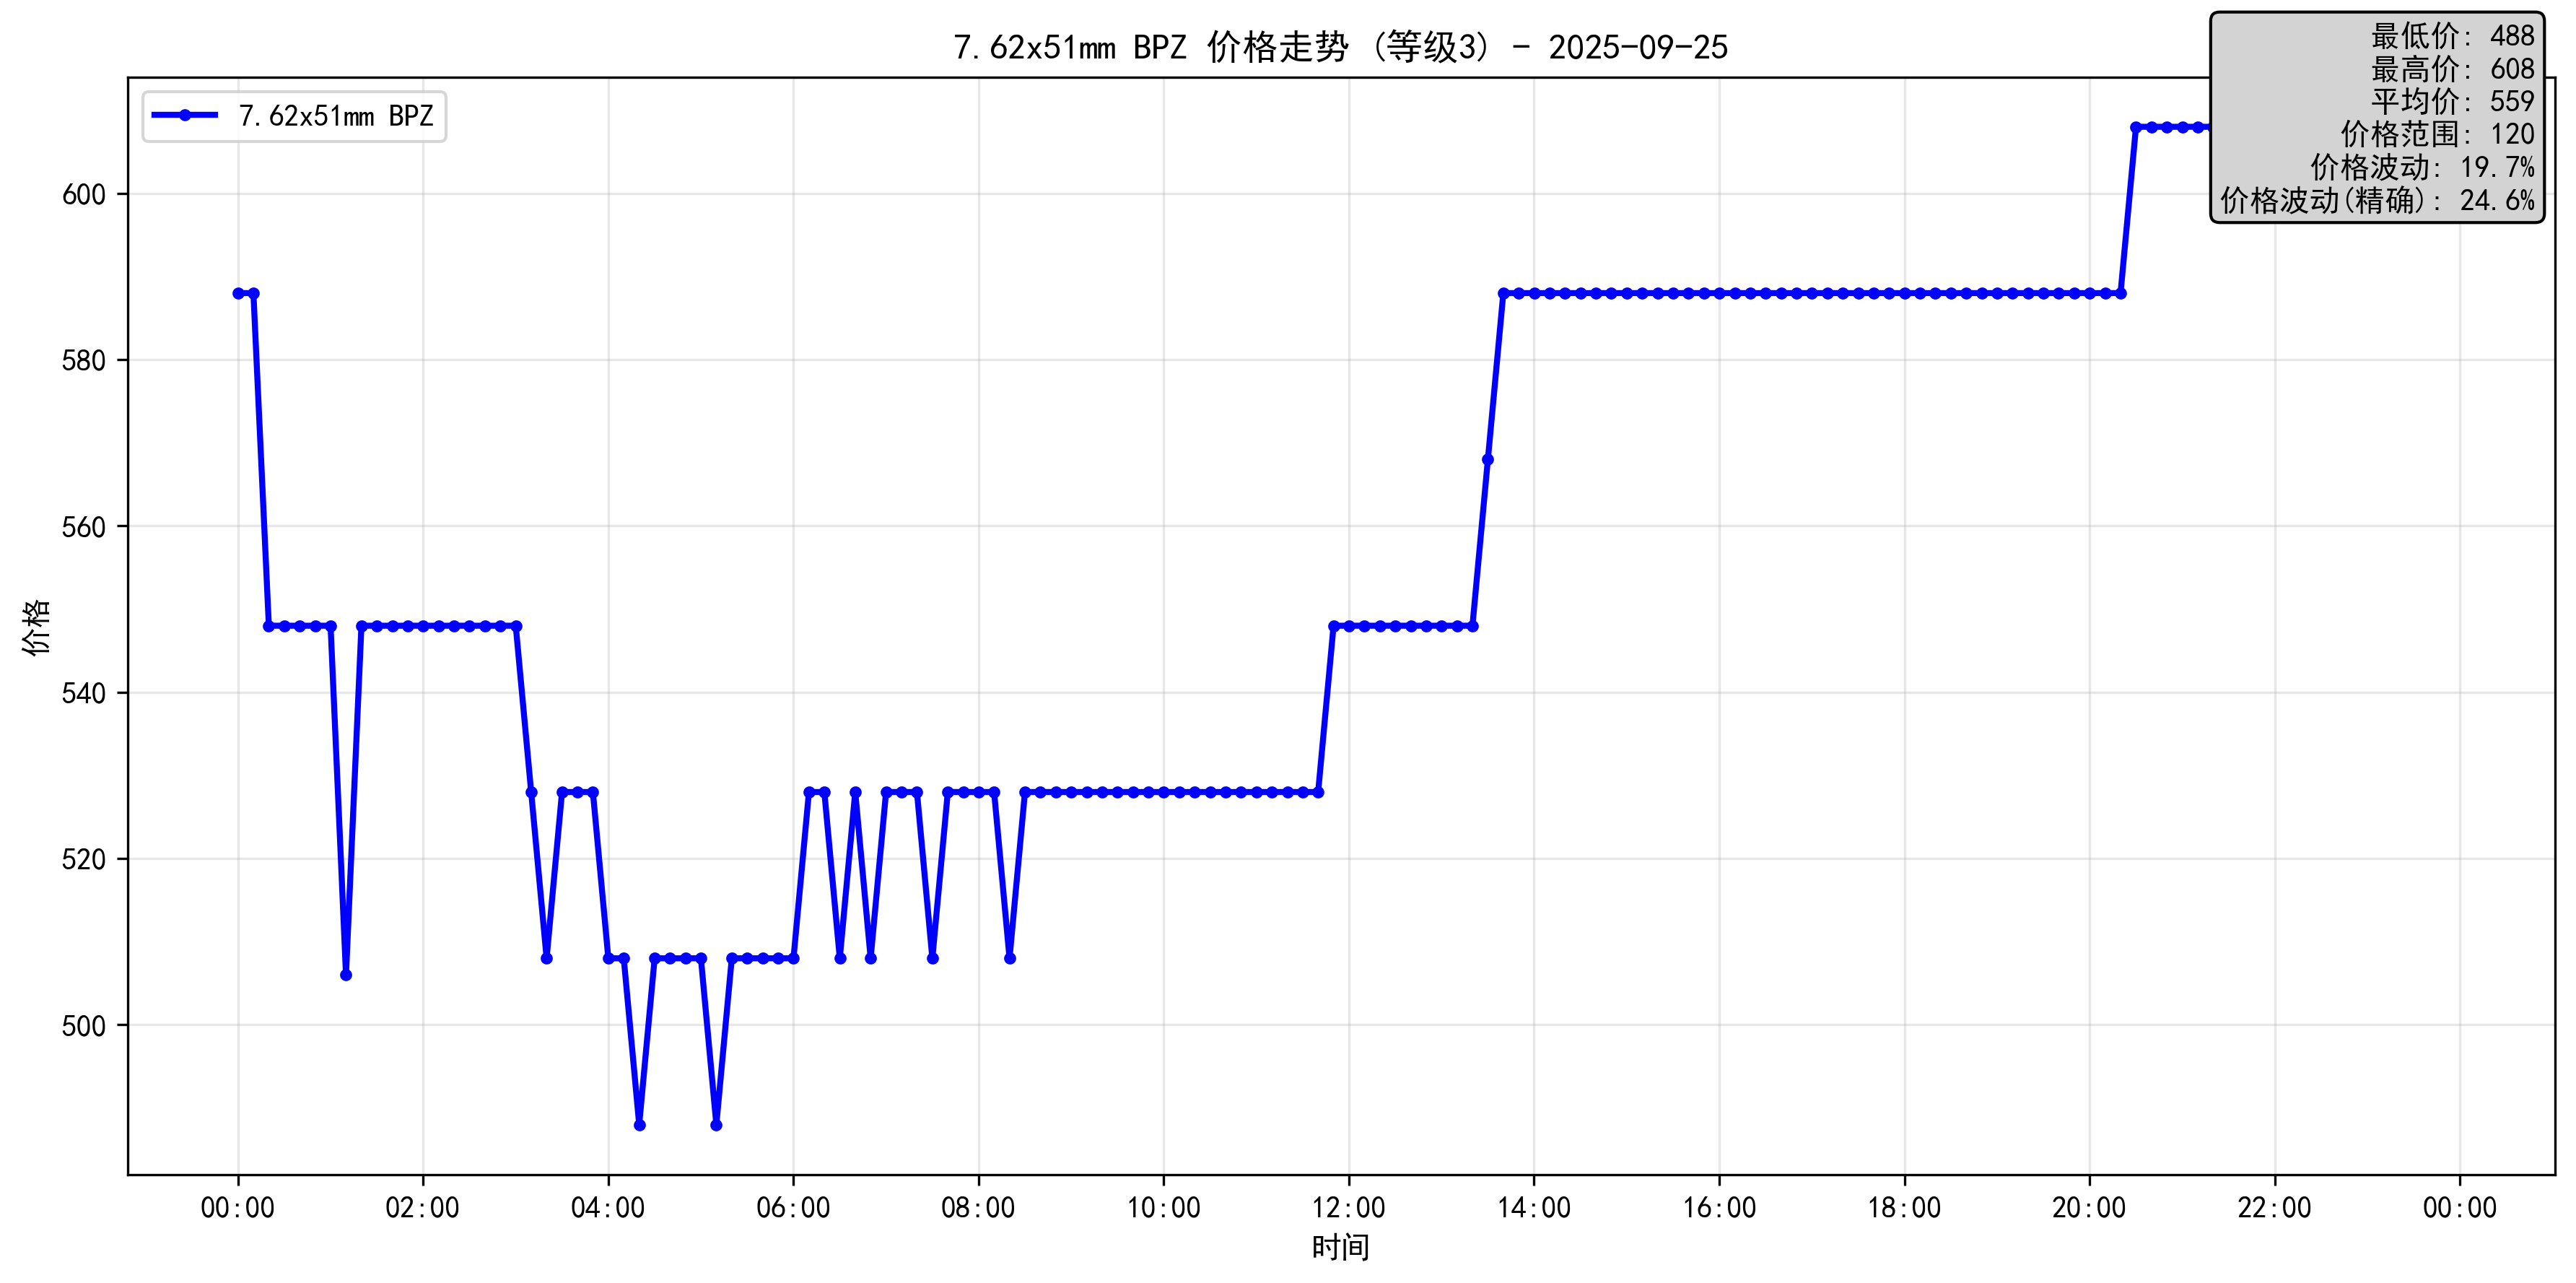 7.62x51mm BPZ 价格走势 (等级3) - 2025-09-25
最低价: 488
最高价: 608
平均价: 559
价格范围: 120
价格波动: 19.7%
价格波动(精确): 24.6%
7.62x51mm BPZ
600
580
560
540
520
500
价格
00:00 02:00 04:00 06:00 08:00 10:00 12:00 14:00 16:00 18:00 20:00 22:00 00:00
时间